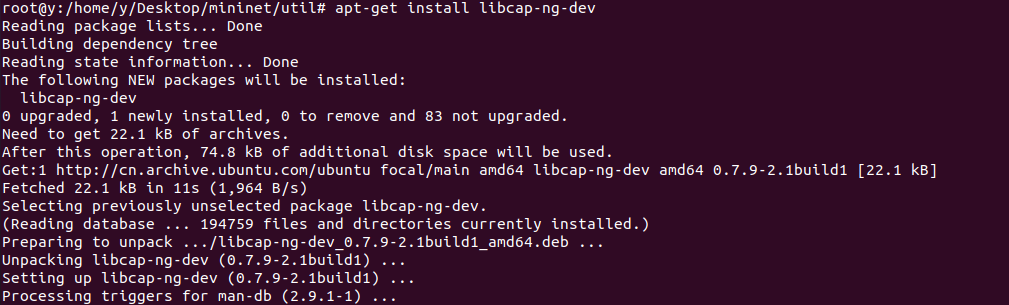 root@y:/home/y/Desktop/mininet/util# apt-get install libcap-ng-dev
Reading package lists... Done
Building dependency tree
Reading state information... Done
The following NEW packages will be installed:
  libcap-ng-dev
0 upgraded, 1 newly installed, 0 to remove and 83 not upgraded.
Need to get 22.1 kB of archives.
After this operation, 74.8 kB of additional disk space will be used.
Get:1 http://cn.archive.ubuntu.com/ubuntu focal/main amd64 libcap-ng-dev amd64 0.7.9-2.1build1 [22.1 kB]
Fetched 22.1 kB in 11s (1,964 B/s)
Selecting previously unselected package libcap-ng-dev.
(Reading database ... 194759 files and directories currently installed.)
Preparing to unpack .../libcap-ng-dev_0.7.9-2.1build1_amd64.deb ...
Unpacking libcap-ng-dev (0.7.9-2.1build1) ...
Setting up libcap-ng-dev (0.7.9-2.1build1) ...
Processing triggers for man-db (2.9.1-1) ...